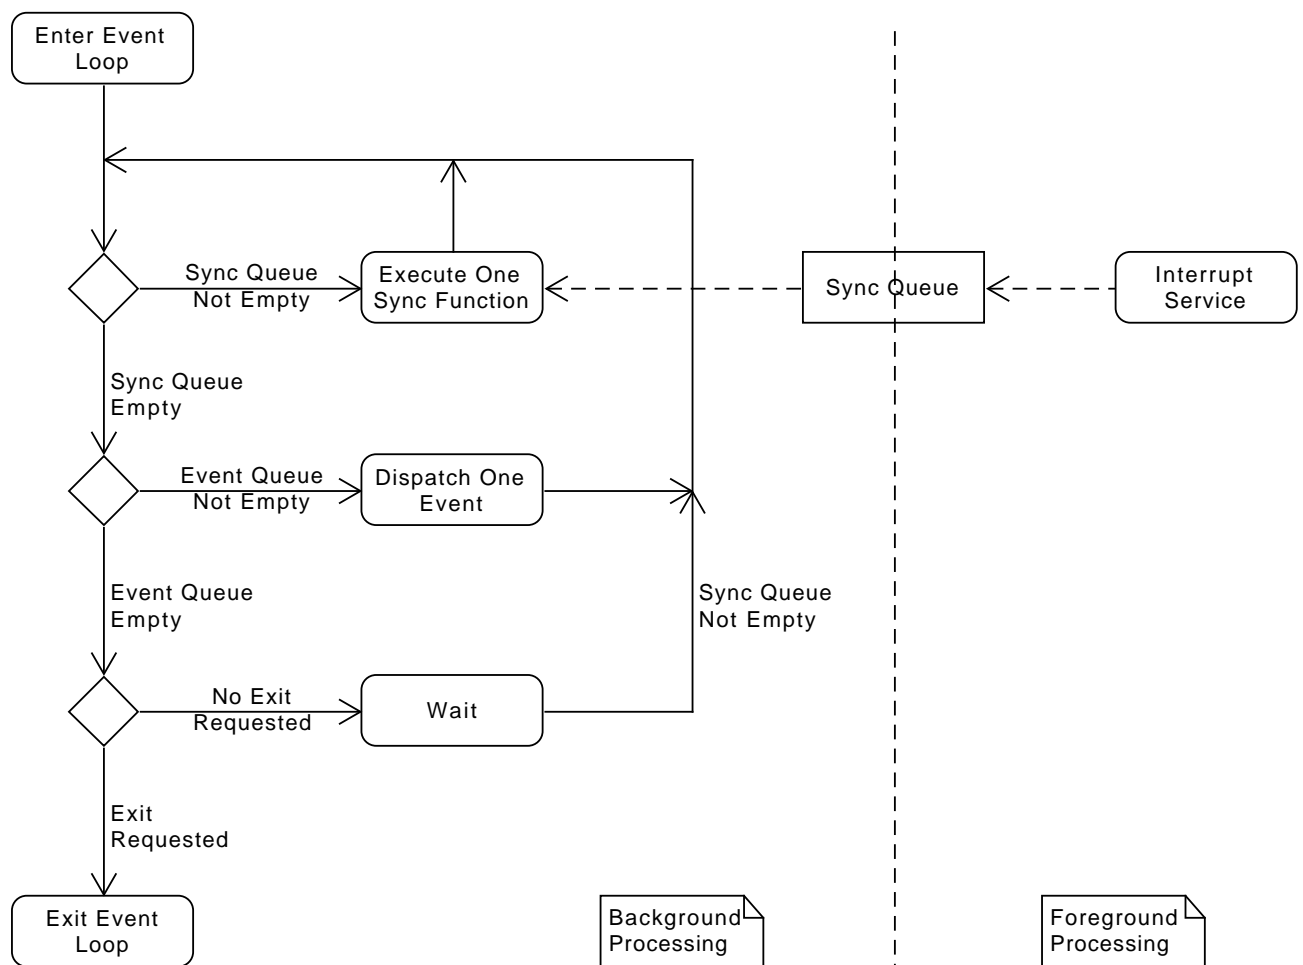 Enter Event
Loop
Sync Queue
Not Empty
Execute One
Sync Function
Sync Queue
Interrupt
Service
Sync Queue
Empty
Event Queue
Not Empty
Dispatch One
Event
Event Queue
Empty
Sync Queue
Not Empty
No Exit
Requested
Wait
Exit
Requested
Exit Event
Loop
Background
Processing
Foreground
Processing